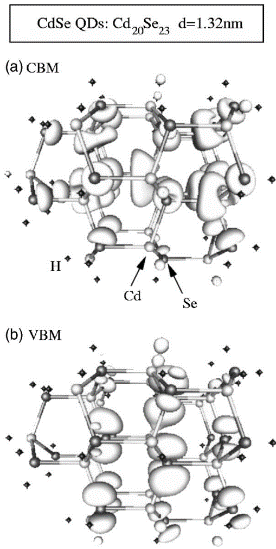 CdSe QDs: Cd20Se23 d=1.32nm
(a) CBM
H
Cd
Se
(b) VBM